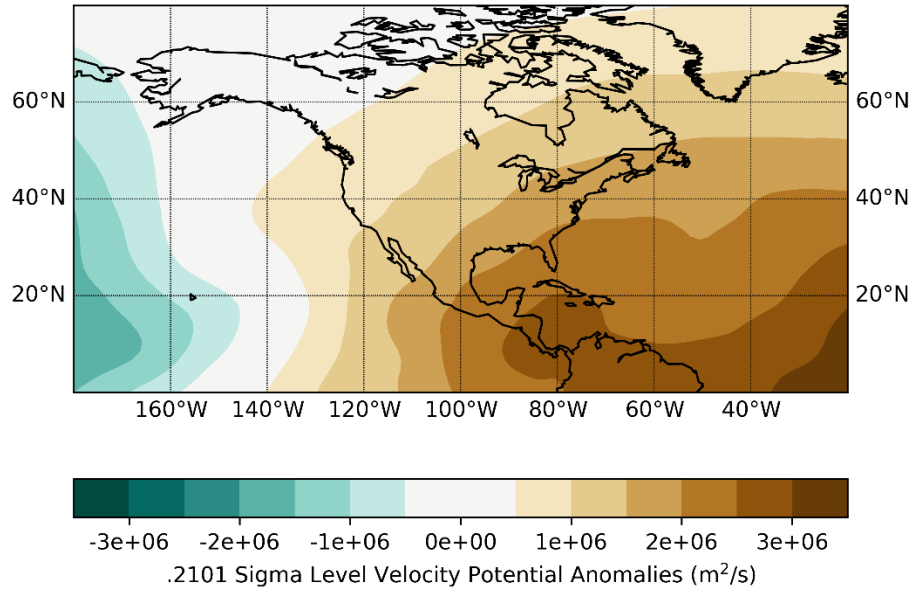 60°N 60°N
40°N 40°N
20°N 20°N
160°W 140°W 120°W 100°W 80°W 60°W 40°W
-3e+06 -2e+06 -1e+06 0e+00 1e+06 2e+06 3e+06
.2101 Sigma Level Velocity Potential Anomalies (m²/s)